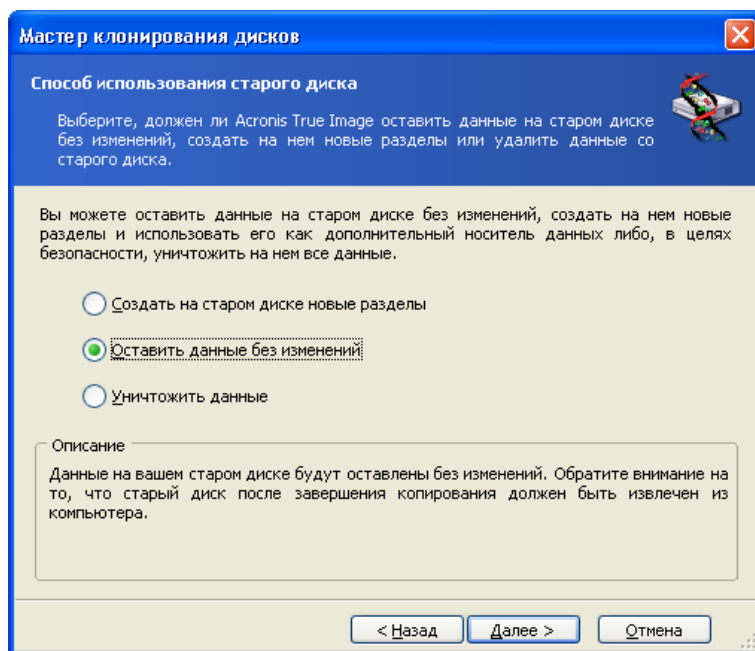 Мастер клонирования дисков
Способ использования старого диска
Выберите, должен ли Acronis True Image оставить данные на старом диске
без изменений, создать на нем новые разделы или удалить данные со
старого диска.
Вы можете оставить данные на старом диске без изменений, создать на нем новые
разделы и использовать его как дополнительный носитель данных либо, в целях
безопасности, уничтожить на нем все данные.
Создать на старом диске новые разделы
Оставить данные без изменений
Уничтожить данные
Описание
Данные на вашем старом диске будут оставлены без изменений. Обратите внимание на
то, что старый диск после завершения копирования должен быть извлечен из
компьютера.
< Назад Далее > Отмена